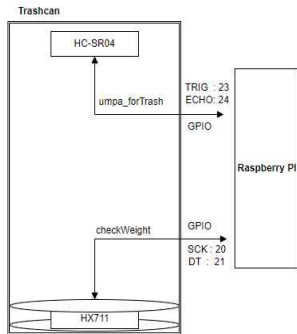 Trashcan
HC-SR04
TRIG : 23
ECHO: 24
umpa_forTrash
GPIO
Raspberry PI
checkWeight
GPIO
SCK : 20
DT : 21
HX711